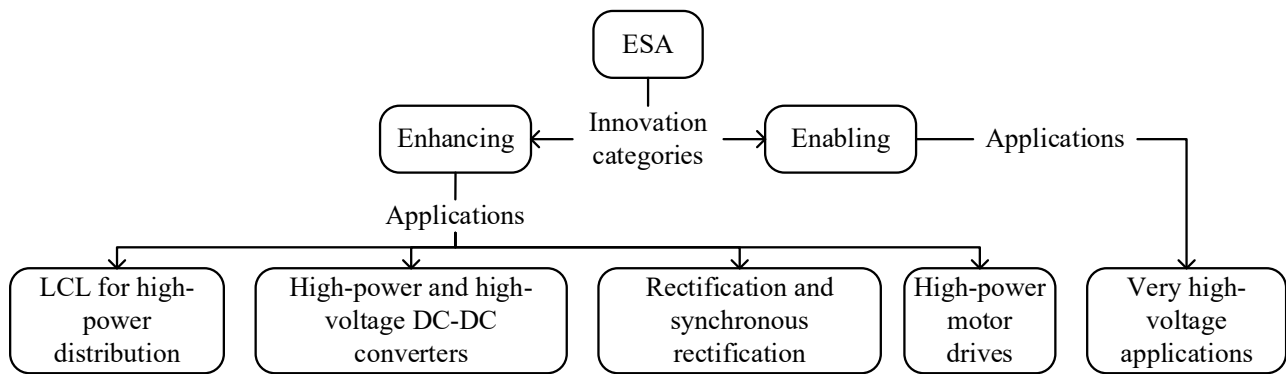 ESA
Innovation
categories
Enhancing
Enabling
Applications
Applications
LCL for high-
power
distribution
High-power and high-
voltage DC-DC
converters
Rectification and
synchronous
rectification
High-power
motor
drives
Very high-
voltage
applications